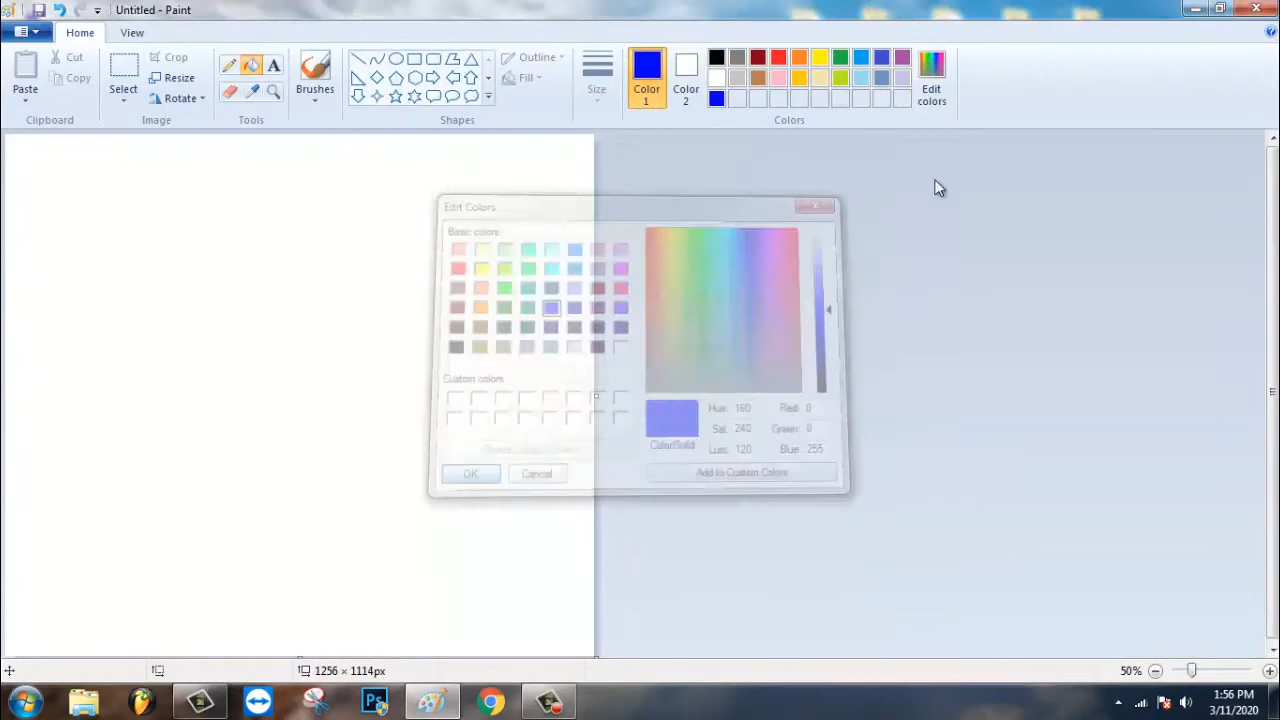 Untitled - Paint
Home View
Paste
Cut
Copy
Clipboard
Select
Crop
Resize
Rotate
Image
A
Tools
Brushes
Outline
Fill
Shapes
Size
Color 1
Color 2
Edit colors
Colors
Edit Colors
Basic colors:
Custom colors:
OK Cancel
Color|Solid
Hue: 160 Red: 0
Sat: 240 Green: 0
Lum: 120 Blue: 255
Add to Custom Colors
1256 × 1114px
50%
Ps
1:56 PM
3/11/2020